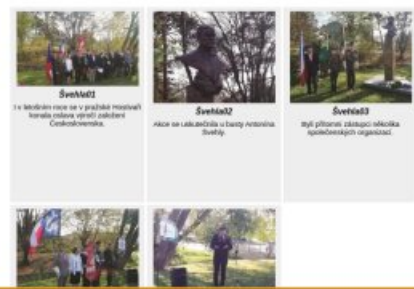 Švehla01
I v letošním roce se v pražské Hostivaři
konala oslava výročí založení
Československa.
Švehla02
Akce se uskutečnila u busty Antonína
Švehly.
Švehla03
Byli přítomni zástupci několika
společenských organizací.